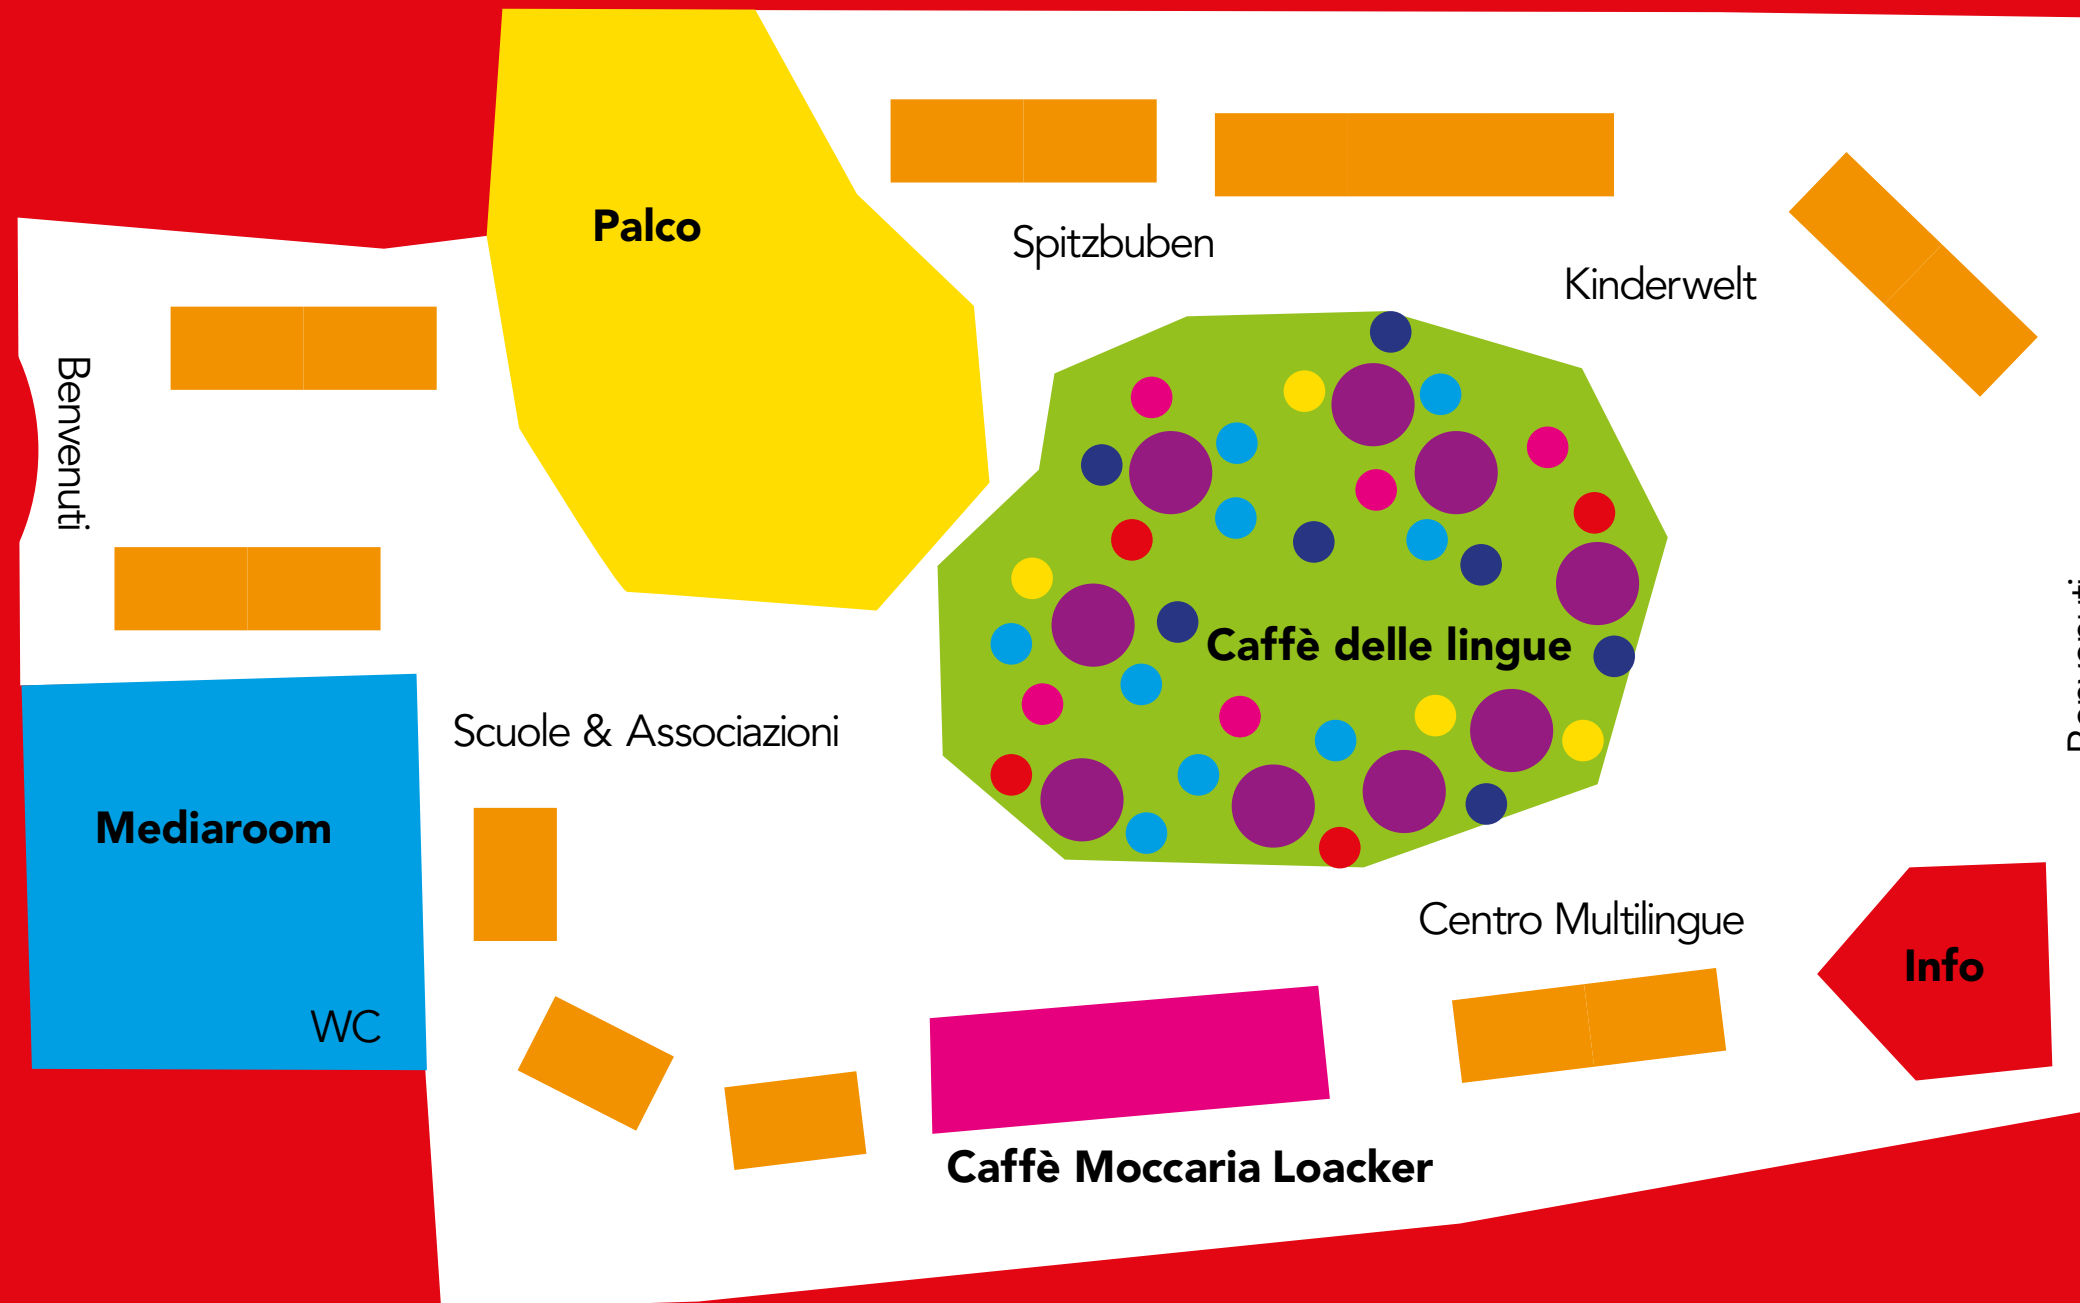 Palco
Spitzbuben
Kinderwelt
Benvenuti
Caffè delle lingue
Scuole & Associazioni
Mediaroom
Centro Multilingue
Info
WC
Caffè Moccaria Loacker